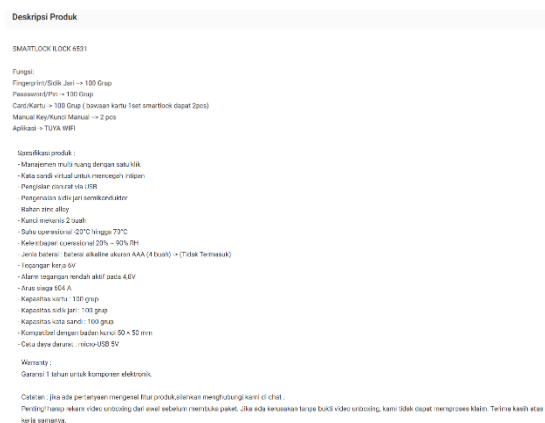 Deskripsi Produk
SMARTLOCK ILOCK 6531
Fungsi:
Fingerprint/Sidik Jari --> 100 Grup
Password/Pin -> 100 Grup
Card/Kartu -> 100 Grup ( bawaan kartu 1set smartlock dapat 2pcs)
Manual Key/Kunci Manual --> 2 pcs
Aplikasi -> TUYA WIFI
Spesifikasi produk :
- Manajemen multi ruang dengan satu klik
- Kata sandi virtual untuk mencegah intipan
- Pengisian darurat via USB
- Pengenalan sidik jari semikonduktor
- Bahan zinc alloy
- Kunci mekanis 2 buah
- Suhu operasional -20°C hingga 70°C
- Kelembapan operasional 20% – 90% RH
- Jenis baterai : baterai alkaline ukuran AAA (4 buah) -> (Tidak Termasuk)
- Tegangan kerja 6V
- Alarm tegangan rendah aktif pada 4,8V
- Arus siaga 604 A
- Kapasitas kartu : 100 grup
- Kapasitas sidik jari : 100 grup
- Kapasitas kata sandi : 100 grup
- Kompatibel dengan badan kunci 50 × 50 mm
- Catu daya darurat : micro-USB 5V
Warranty :
Garansi 1 tahun untuk komponen elektronik.
Catatan : jika ada pertanyaan mengenai fitur produk,silahkan menghubungi kami di chat .
Penting! harap rekam video unboxing dari awal sebelum membuka paket. Jika ada kerusakan tanpa bukti video unboxing, kami tidak dapat memproses klaim. Terima kasih atas
kerja samanya.